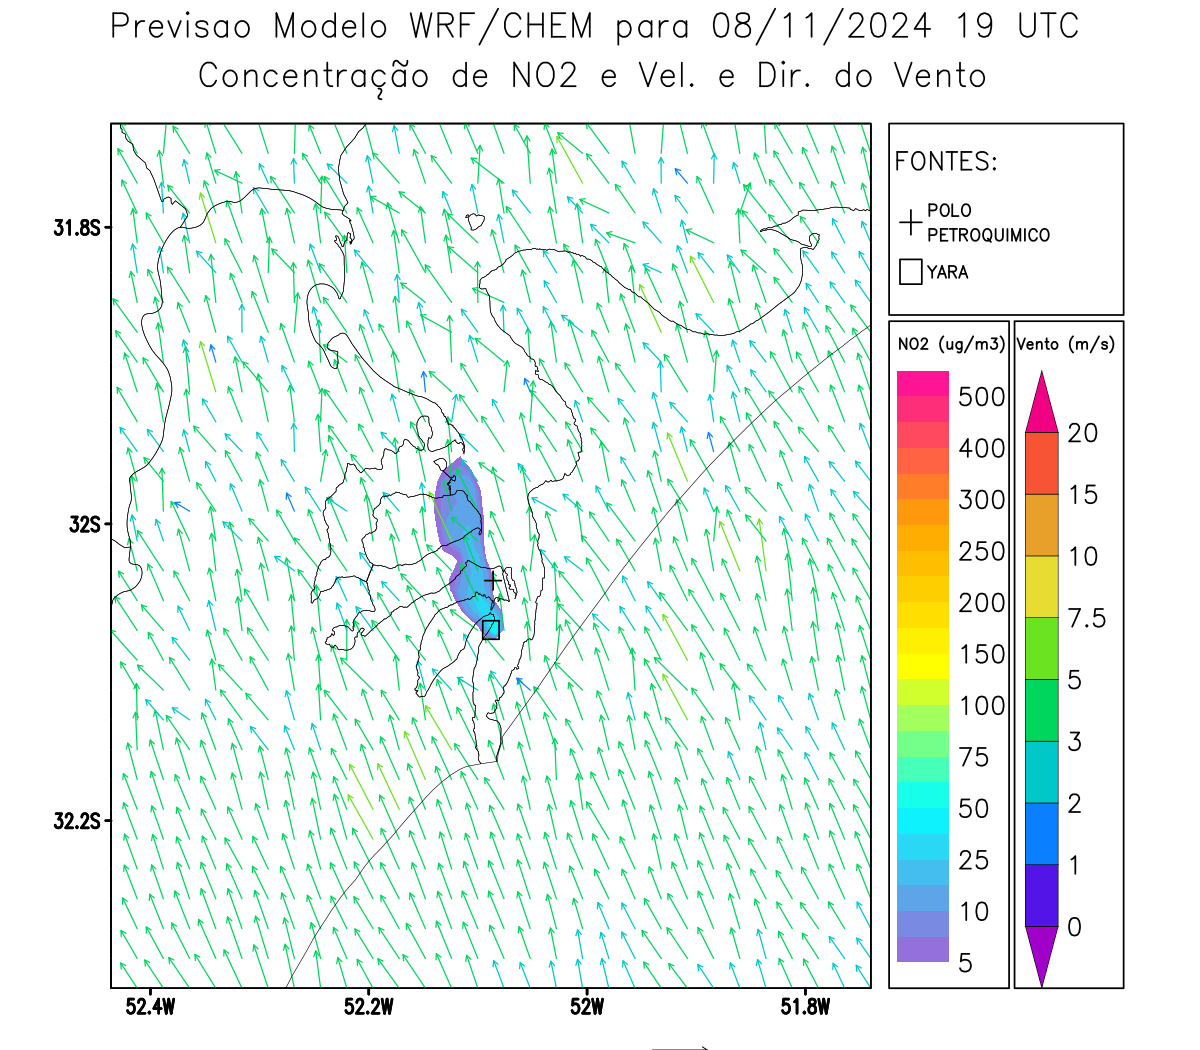 Previsao Modelo WRF/CHEM para 08/11/2024 19 UTC
Concentração de NO2 e Vel. e Dir. do Vento
FONTES:
POLO
PETROQUIMICO
YARA
NO2 (ug/m3)
500
400
300
250
200
150
100
75
50
25
10
5
Vento (m/s)
20
15
10
7.5
5
3
2
1
0
31.8S
32S
32.2S
52.4W
52.2W
52W
51.8W